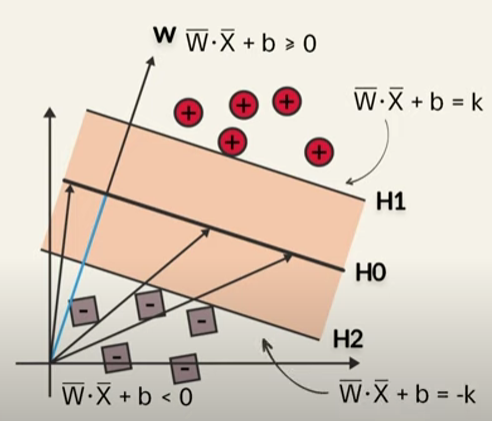 W W̅·X̅ + b ⩾ 0
+ + + + +
W̅·X̅ + b = k
H1
H0
- - - - -
H2
W̅·X̅ + b < 0
W̅·X̅ + b = -k